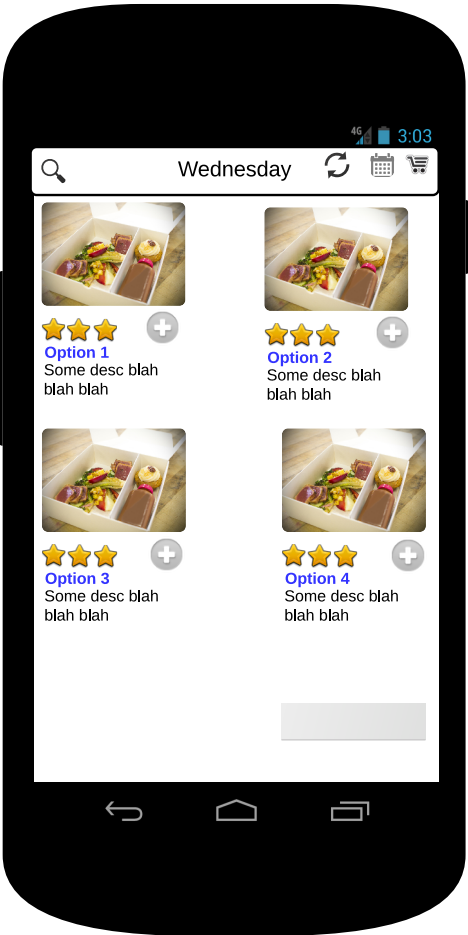 4G 3:03
Wednesday
Option 1
Some desc blah
blah blah
Option 2
Some desc blah
blah blah
Option 3
Some desc blah
blah blah
Option 4
Some desc blah
blah blah